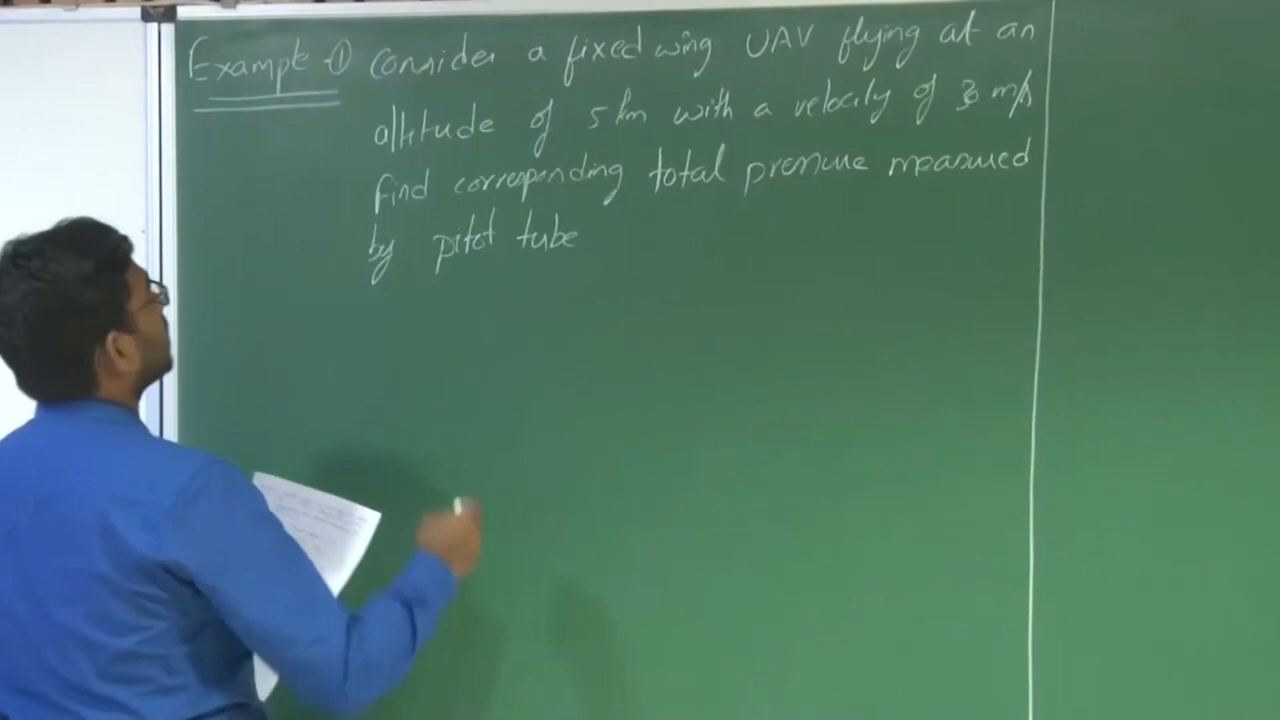 Example-① Consider a fixed wing UAV flying at an
altitude of 5 km with a velocity of 30 m/s
find corresponding total pressure measured
by pitot tube